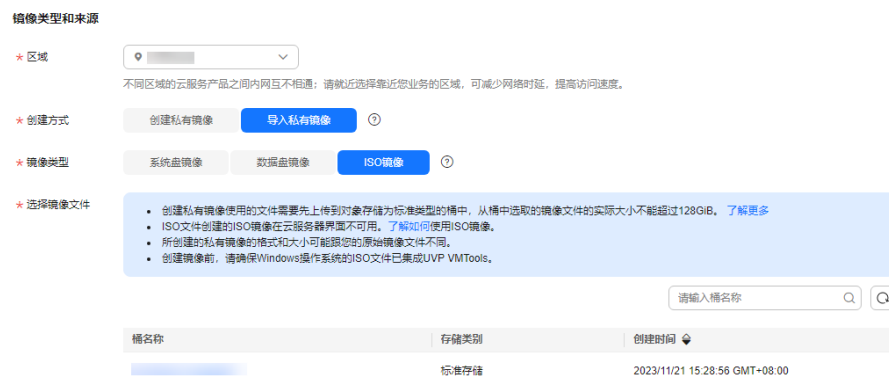 镜像类型和来源
★ 区域
不同区域的云服务产品之间内网互不相通；请就近选择靠近您业务的区域，可减少网络时延，提高访问速度。
★ 创建方式 创建私有镜像 导入私有镜像 ?
★ 镜像类型 系统盘镜像 数据盘镜像 ISO镜像 ?
★ 选择镜像文件
• 创建私有镜像使用的文件需要先上传到对象存储为标准类型的桶中，从桶中选取的镜像文件的实际大小不能超过128GiB。 了解更多
• ISO文件创建的ISO镜像在云服务器界面不可用。了解如何使用ISO镜像。
• 所创建的私有镜像的格式和大小可能跟您的原始镜像文件不同。
• 创建镜像前，请确保Windows操作系统的ISO文件已集成UVP VMTools。
请输入桶名称
桶名称 存储类别 创建时间
标准存储 2023/11/21 15:28:56 GMT+08:00